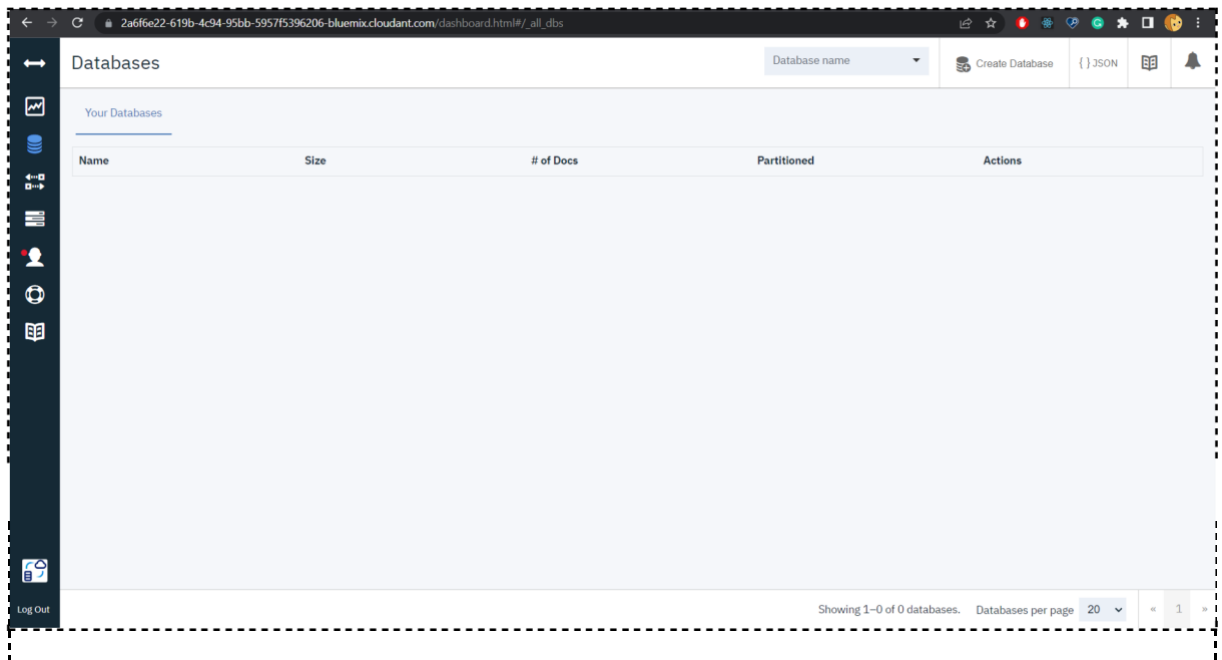 2a6f6e22-619b-4c94-95bb-5957f5396206-bluemix.cloudant.com/dashboard.html#/_all_dbs
Databases
Database name
Create Database
{ } JSON
Your Databases
Name Size # of Docs Partitioned Actions
Log Out
Showing 1–0 of 0 databases. Databases per page 20 « 1 »